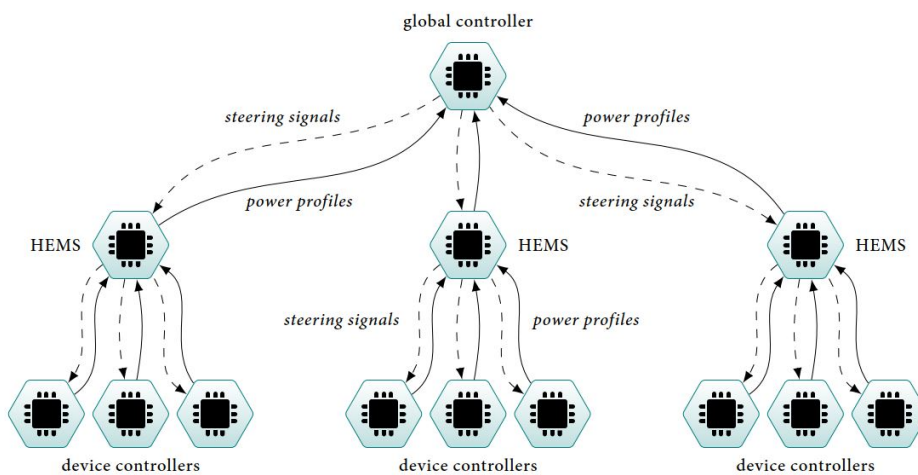 global controller
steering signals
power profiles
power profiles
steering signals
HEMS
HEMS
HEMS
steering signals
power profiles
device controllers
device controllers
device controllers